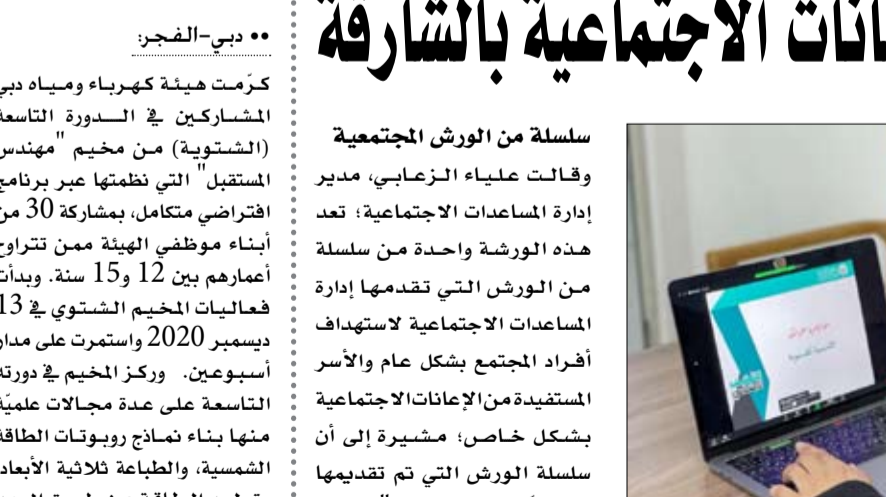 انات الاجتماعية بالشارقة
سلسلة من الورش المجتمعية
وقالت علياء الزعابي، مدير
إدارة المساعدات الاجتماعية؛ تعد
هذه الورشة واحدة من سلسلة
من الورش التي تقدمها إدارة
المساعدات الاجتماعية لاستهداف
أفراد المجتمع بشكل عام والأسر
المستفيدة من الإعانات الاجتماعية
بشكل خاص؛ مشيرة إلى أن
سلسلة الورش التي تم تقديمها
•• دبي-الفجر:
كرّمت هيئة كهرباء ومياه دبي
المشاركين في الدورة التاسعة
(الشتوية) من مخيم "مهندس
المستقبل" التي نظمتها عبر برنامج
افتراضي متكامل، بمشاركة 30 من
أبناء موظفي الهيئة ممن تتراوح
أعمارهم بين 12 و15 سنة. وبدأت
فعاليات المخيم الشتوي في 13
ديسمبر 2020 واستمرت على مدار
أسبوعين. وركز المخيم في دورته
التاسعة على عدة مجالات علميّة
منها بناء نماذج روبوتات الطاقة
الشمسية، والطباعة ثلاثية الأبعاد